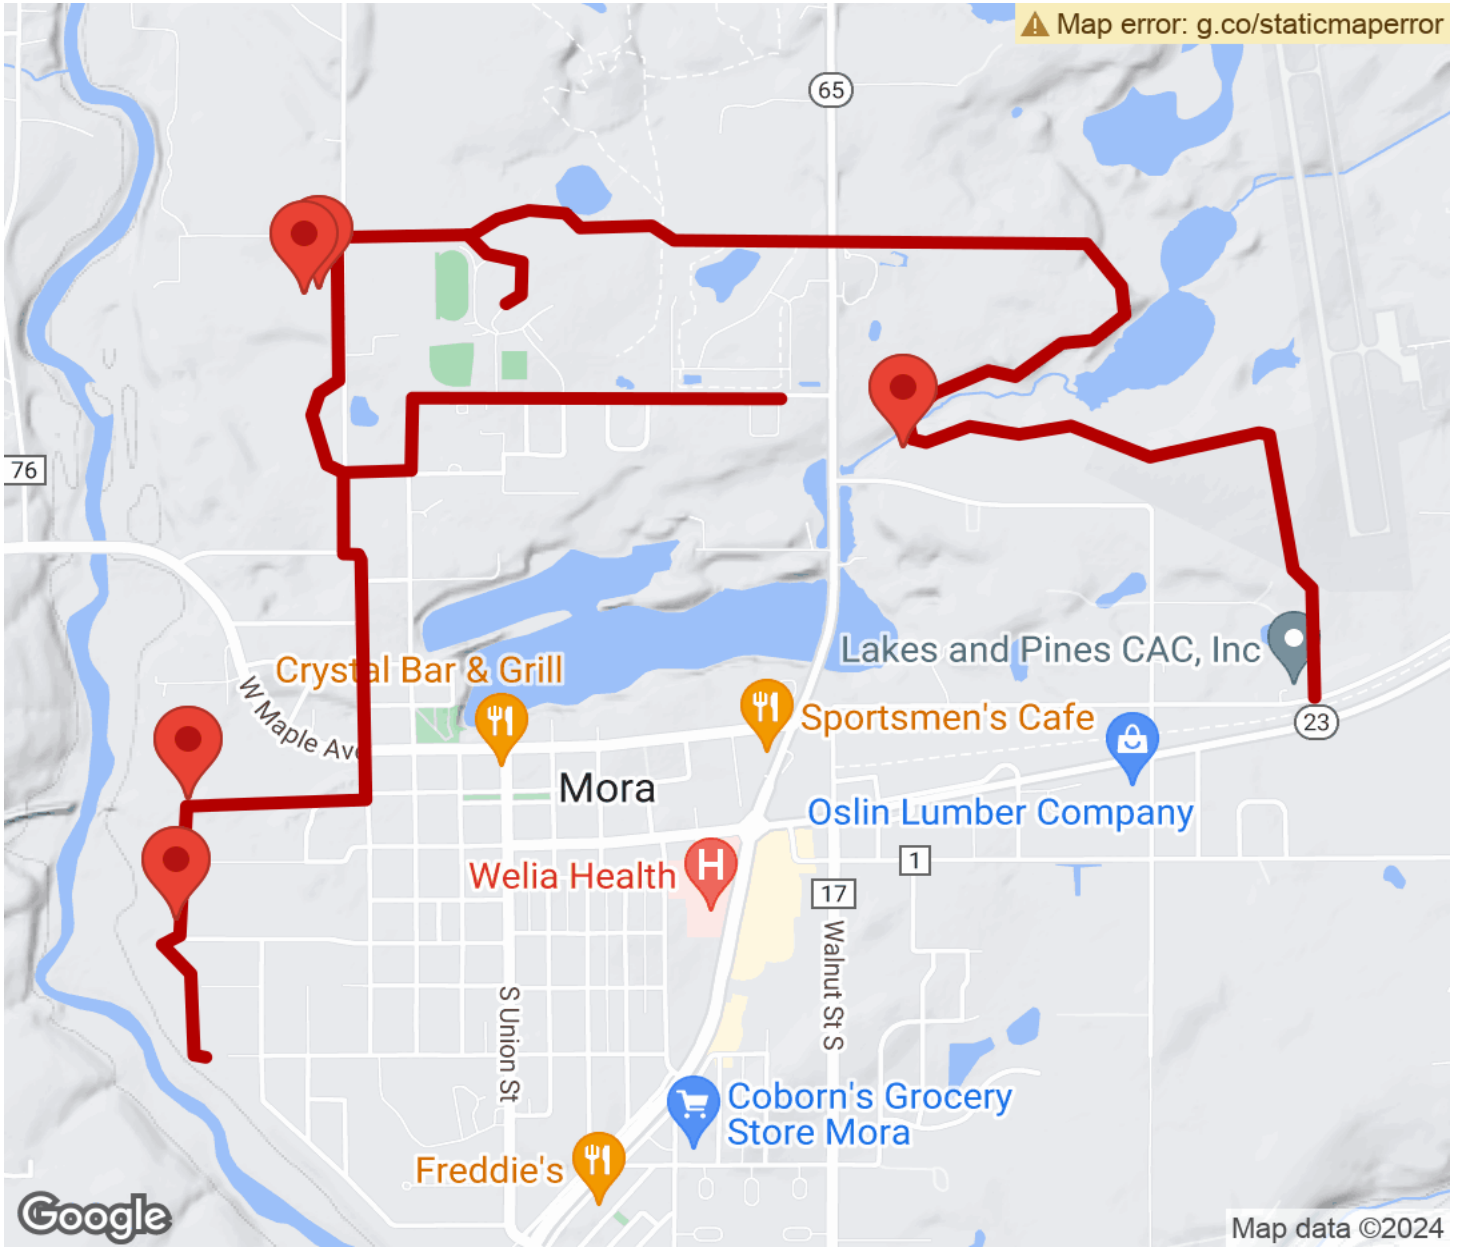 Map error: g.co/staticmaperror
65
76
Crystal Bar & Grill
Lakes and Pines CAC, Inc
W Maple Ave
Sportsmen's Cafe
23
Mora
Oslin Lumber Company
Welia Health
1
17
Walnut St S
S Union St
Coborn's Grocery
Store Mora
Freddie's
Google
Map data ©2024